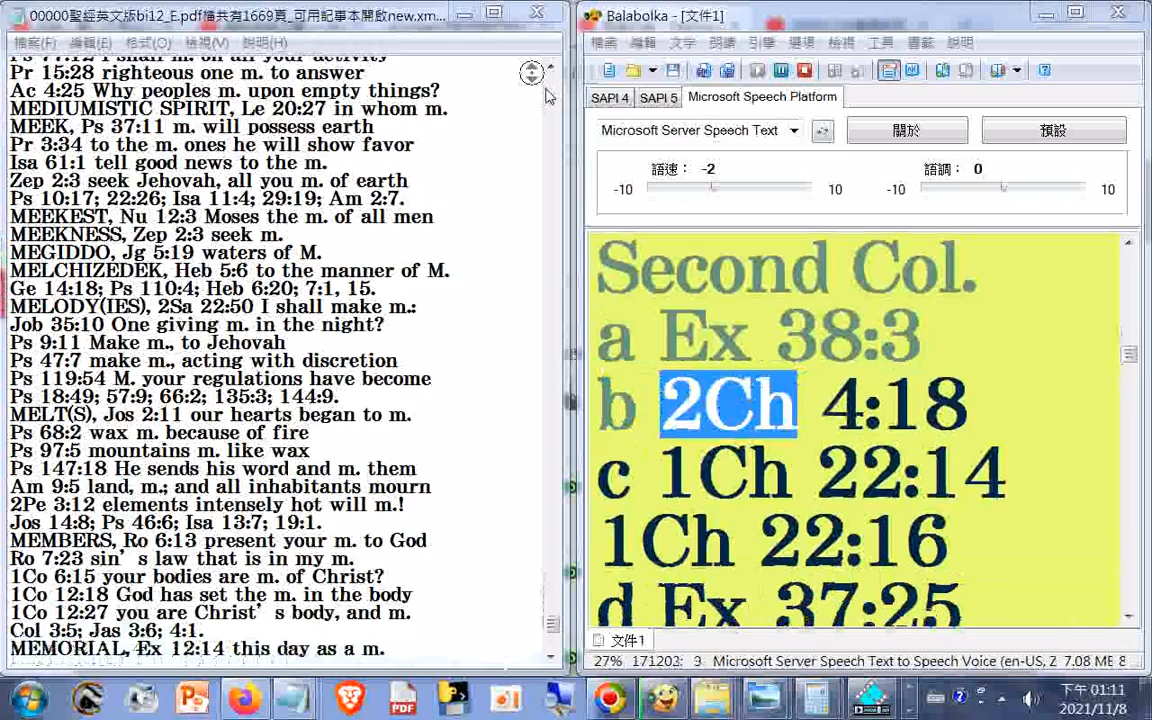 00000聖經英文版bi12_E.pdf檔共有1669頁_可用記事本開啟new.xm...
檔案(F) 編輯(E) 格式(O) 檢視(V) 說明(H)
Ps 77:12 I shall m. on all your activity
Pr 15:28 righteous one m. to answer
Ac 4:25 Why peoples m. upon empty things?
MEDIUMISTIC SPIRIT, Le 20:27 in whom m.
MEEK, Ps 37:11 m. will possess earth
Pr 3:34 to the m. ones he will show favor
Isa 61:1 tell good news to the m.
Zep 2:3 seek Jehovah, all you m. of earth
Ps 10:17; 22:26; Isa 11:4; 29:19; Am 2:7.
MEEKEST, Nu 12:3 Moses the m. of all men
MEEKNESS, Zep 2:3 seek m.
MEGIDDO, Jg 5:19 waters of M.
MELCHIZEDEK, Heb 5:6 to the manner of M.
Ge 14:18; Ps 110:4; Heb 6:20; 7:1, 15.
MELODY(IES), 2Sa 22:50 I shall make m.:
Job 35:10 One giving m. in the night?
Ps 9:11 Make m., to Jehovah
Ps 47:7 make m., acting with discretion
Ps 119:54 M. your regulations have become
Ps 18:49; 57:9; 66:2; 135:3; 144:9.
MELT(S), Jos 2:11 our hearts began to m.
Ps 68:2 wax m. because of fire
Ps 97:5 mountains m. like wax
Ps 147:18 He sends his word and m. them
Am 9:5 land, m.; and all inhabitants mourn
2Pe 3:12 elements intensely hot will m.!
Jos 14:8; Ps 46:6; Isa 13:7; 19:1.
MEMBERS, Ro 6:13 present your m. to God
Ro 7:23 sin’s law that is in my m.
1Co 6:15 your bodies are m. of Christ?
1Co 12:18 God has set the m. in the body
1Co 12:27 you are Christ’s body, and m.
Col 3:5; Jas 3:6; 4:1.
MEMORIAL, Ex 12:14 this day as a m.
Balabolka - [文件1]
檔案 編輯 文字 朗讀 引擎 選項 檢視 工具 書籤 說明
SAPI 4 SAPI 5 Microsoft Speech Platform
Microsoft Server Speech Text 關於 預設
語速: -2 語調: 0
-10 10 -10 10
Second Col.
a Ex 38:3
b 2Ch 4:18
c 1Ch 22:14
1Ch 22:16
d Ex 37:25
文件1
27% 171202: 3 Microsoft Server Speech Text to Speech Voice (en-US, Z 7.08 MB 8
PDF
下午 01:11
2021/11/8